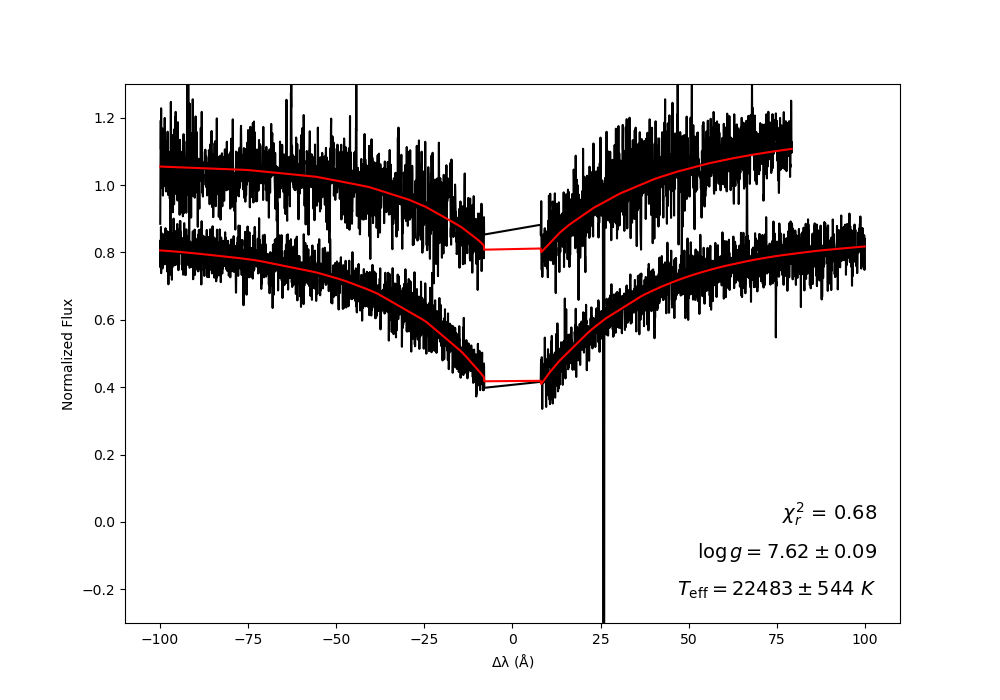 1.2
1.0
0.8
0.6
0.4
0.2
0.0
−0.2
Normalized Flux
χ²ᵣ = 0.68
log g = 7.62 ± 0.09
T_eff = 22483 ± 544 K
−100 −75 −50 −25 0 25 50 75 100
Δλ (Å)